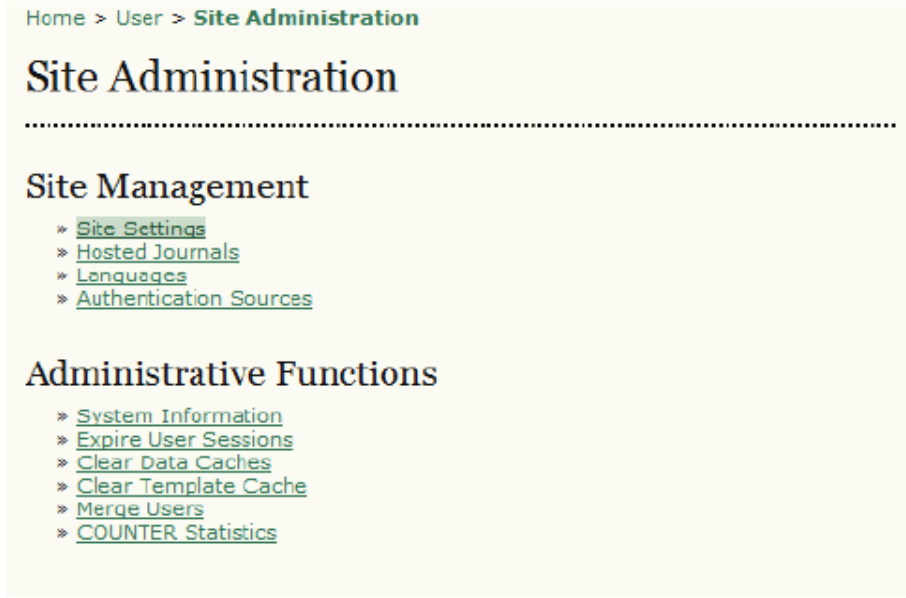 Home > User > Site Administration
Site Administration
Site Management
» Site Settings
» Hosted Journals
» Languages
» Authentication Sources
Administrative Functions
» System Information
» Expire User Sessions
» Clear Data Caches
» Clear Template Cache
» Merge Users
» COUNTER Statistics